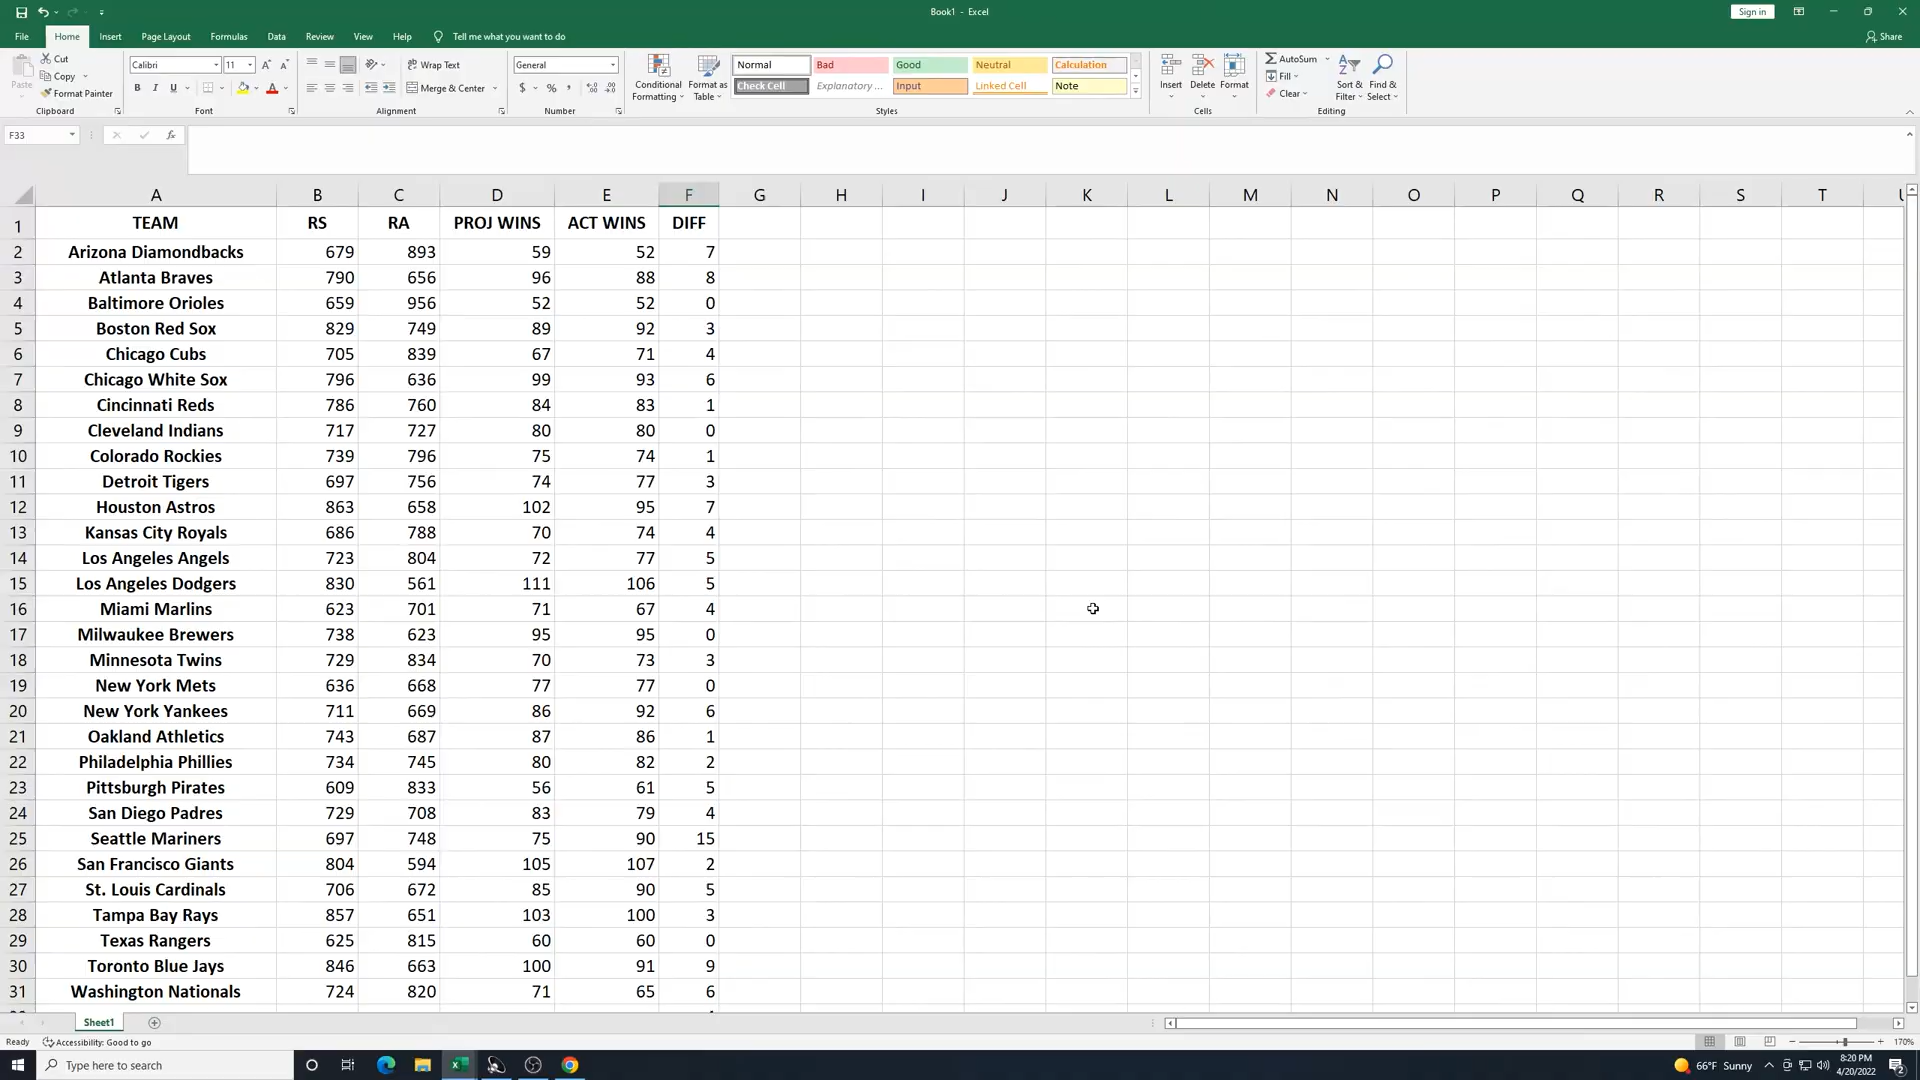 Book1 - Excel
Sign in
File Home Insert Page Layout Formulas Data Review View Help Tell me what you want to do
Share
Paste
Cut
Copy
Format Painter
Clipboard
Calibri 11
B I U
Font
Wrap Text
Merge & Center
Alignment
General
$ % ,
Number
Conditional Formatting
Format as Table
Normal Bad Good Neutral Calculation
Check Cell Explanatory ... Input Linked Cell Note
Styles
Insert Delete Format
Cells
AutoSum
Fill
Clear
Sort & Filter
Find & Select
Editing
F33
fx
A B C D E F G H I J K L M N O P Q R S T
1 TEAM RS RA PROJ WINS ACT WINS DIFF
2 Arizona Diamondbacks 679 893 59 52 7
3 Atlanta Braves 790 656 96 88 8
4 Baltimore Orioles 659 956 52 52 0
5 Boston Red Sox 829 749 89 92 3
6 Chicago Cubs 705 839 67 71 4
7 Chicago White Sox 796 636 99 93 6
8 Cincinnati Reds 786 760 84 83 1
9 Cleveland Indians 717 727 80 80 0
10 Colorado Rockies 739 796 75 74 1
11 Detroit Tigers 697 756 74 77 3
12 Houston Astros 863 658 102 95 7
13 Kansas City Royals 686 788 70 74 4
14 Los Angeles Angels 723 804 72 77 5
15 Los Angeles Dodgers 830 561 111 106 5
16 Miami Marlins 623 701 71 67 4
17 Milwaukee Brewers 738 623 95 95 0
18 Minnesota Twins 729 834 70 73 3
19 New York Mets 636 668 77 77 0
20 New York Yankees 711 669 86 92 6
21 Oakland Athletics 743 687 87 86 1
22 Philadelphia Phillies 734 745 80 82 2
23 Pittsburgh Pirates 609 833 56 61 5
24 San Diego Padres 729 708 83 79 4
25 Seattle Mariners 697 748 75 90 15
26 San Francisco Giants 804 594 105 107 2
27 St. Louis Cardinals 706 672 85 90 5
28 Tampa Bay Rays 857 651 103 100 3
29 Texas Rangers 625 815 60 60 0
30 Toronto Blue Jays 846 663 100 91 9
31 Washington Nationals 724 820 71 65 6
Sheet1
Ready Accessibility: Good to go
170%
Type here to search
66°F Sunny
8:20 PM
4/20/2022